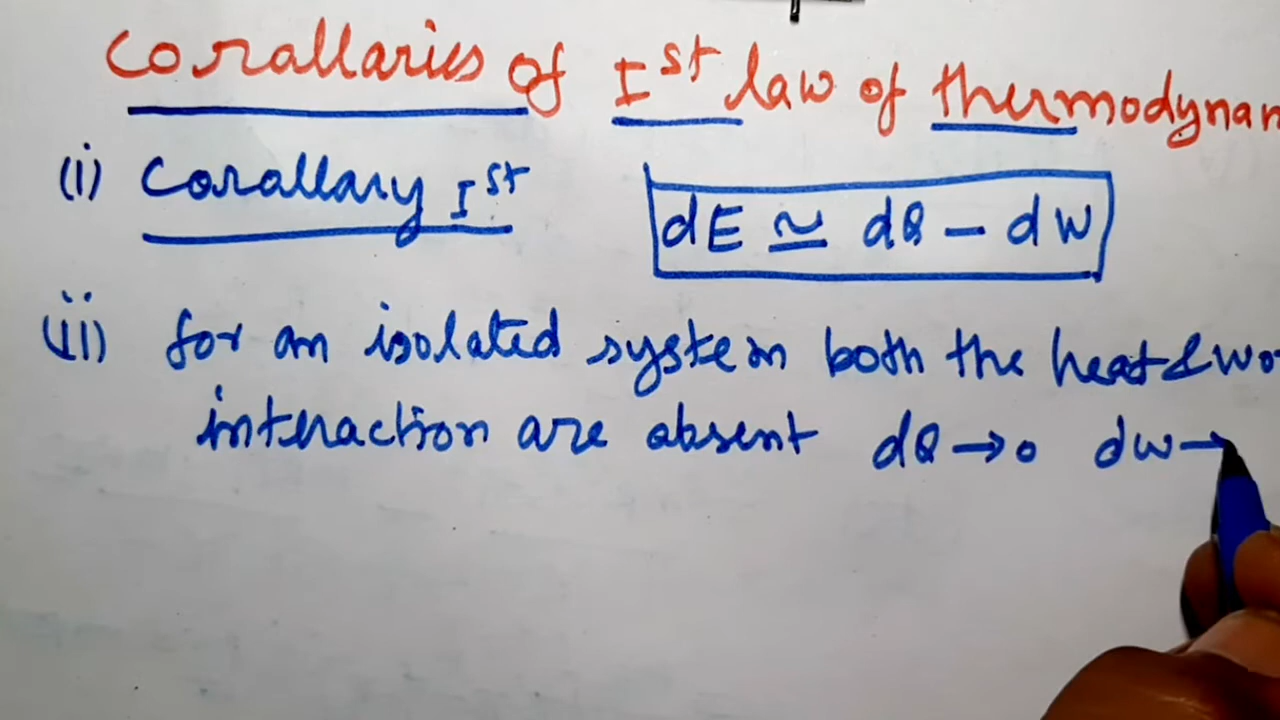 Corallaries of Ist law of thermodynam
(i) Corallary Ist dE ≃ dQ – dW
(ii) for an isolated system both the heat & wo
interaction are absent dQ → 0 dw →